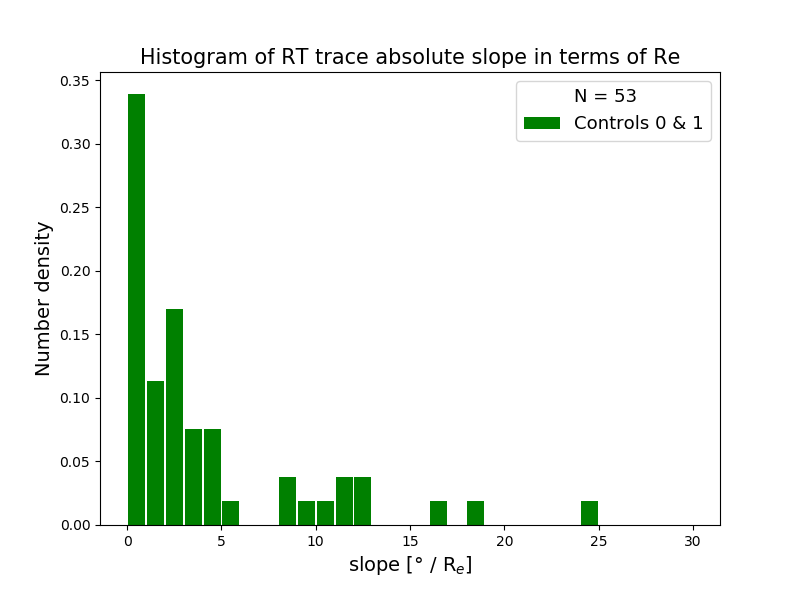 Histogram of RT trace absolute slope in terms of Re
N = 53
Controls 0 & 1
Number density
0.35
0.30
0.25
0.20
0.15
0.10
0.05
0.00
0 5 10 15 20 25 30
slope [° / Rₑ]